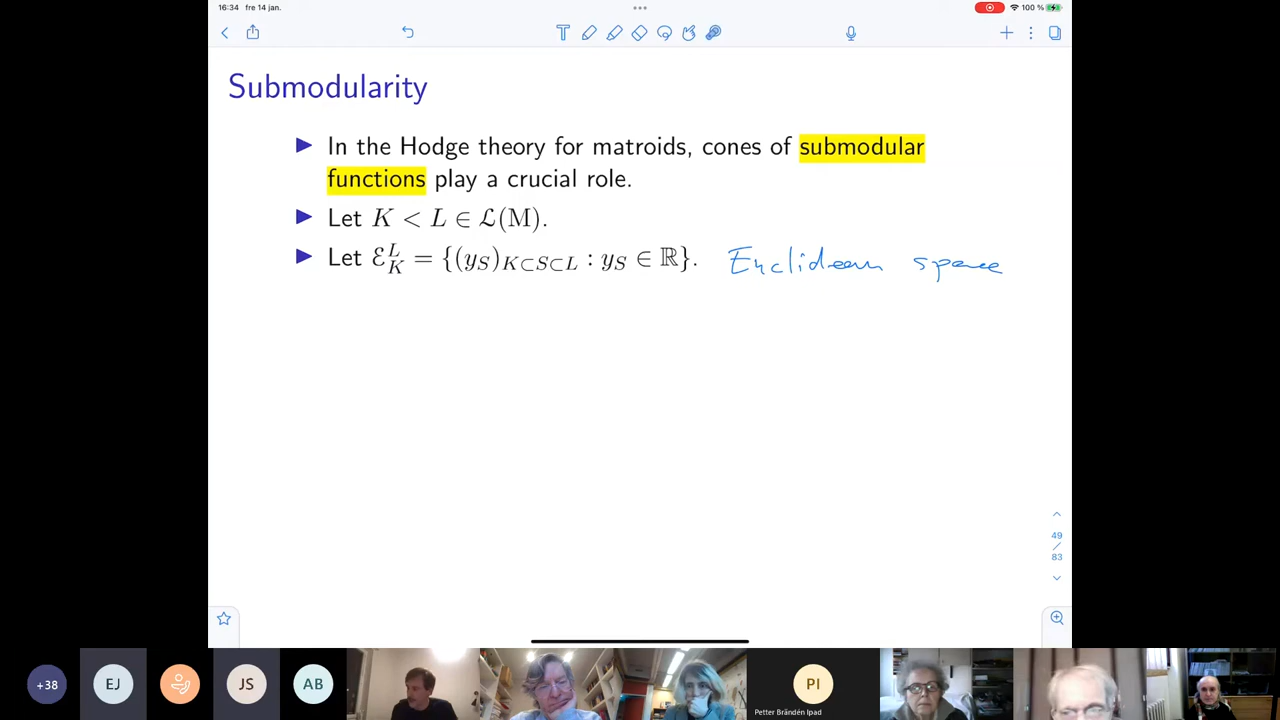 16:34 fre 14 jan.
100 %
Submodularity
In the Hodge theory for matroids, cones of submodular
functions play a crucial role.
Let K < L ∈ ℒ(M).
Let ℰ_K^L = {(y_S)_{K⊂S⊂L} : y_S ∈ ℝ}. Euclidean space
49
/
83
+38
EJ
JS
AB
PI
Petter Brändén Ipad